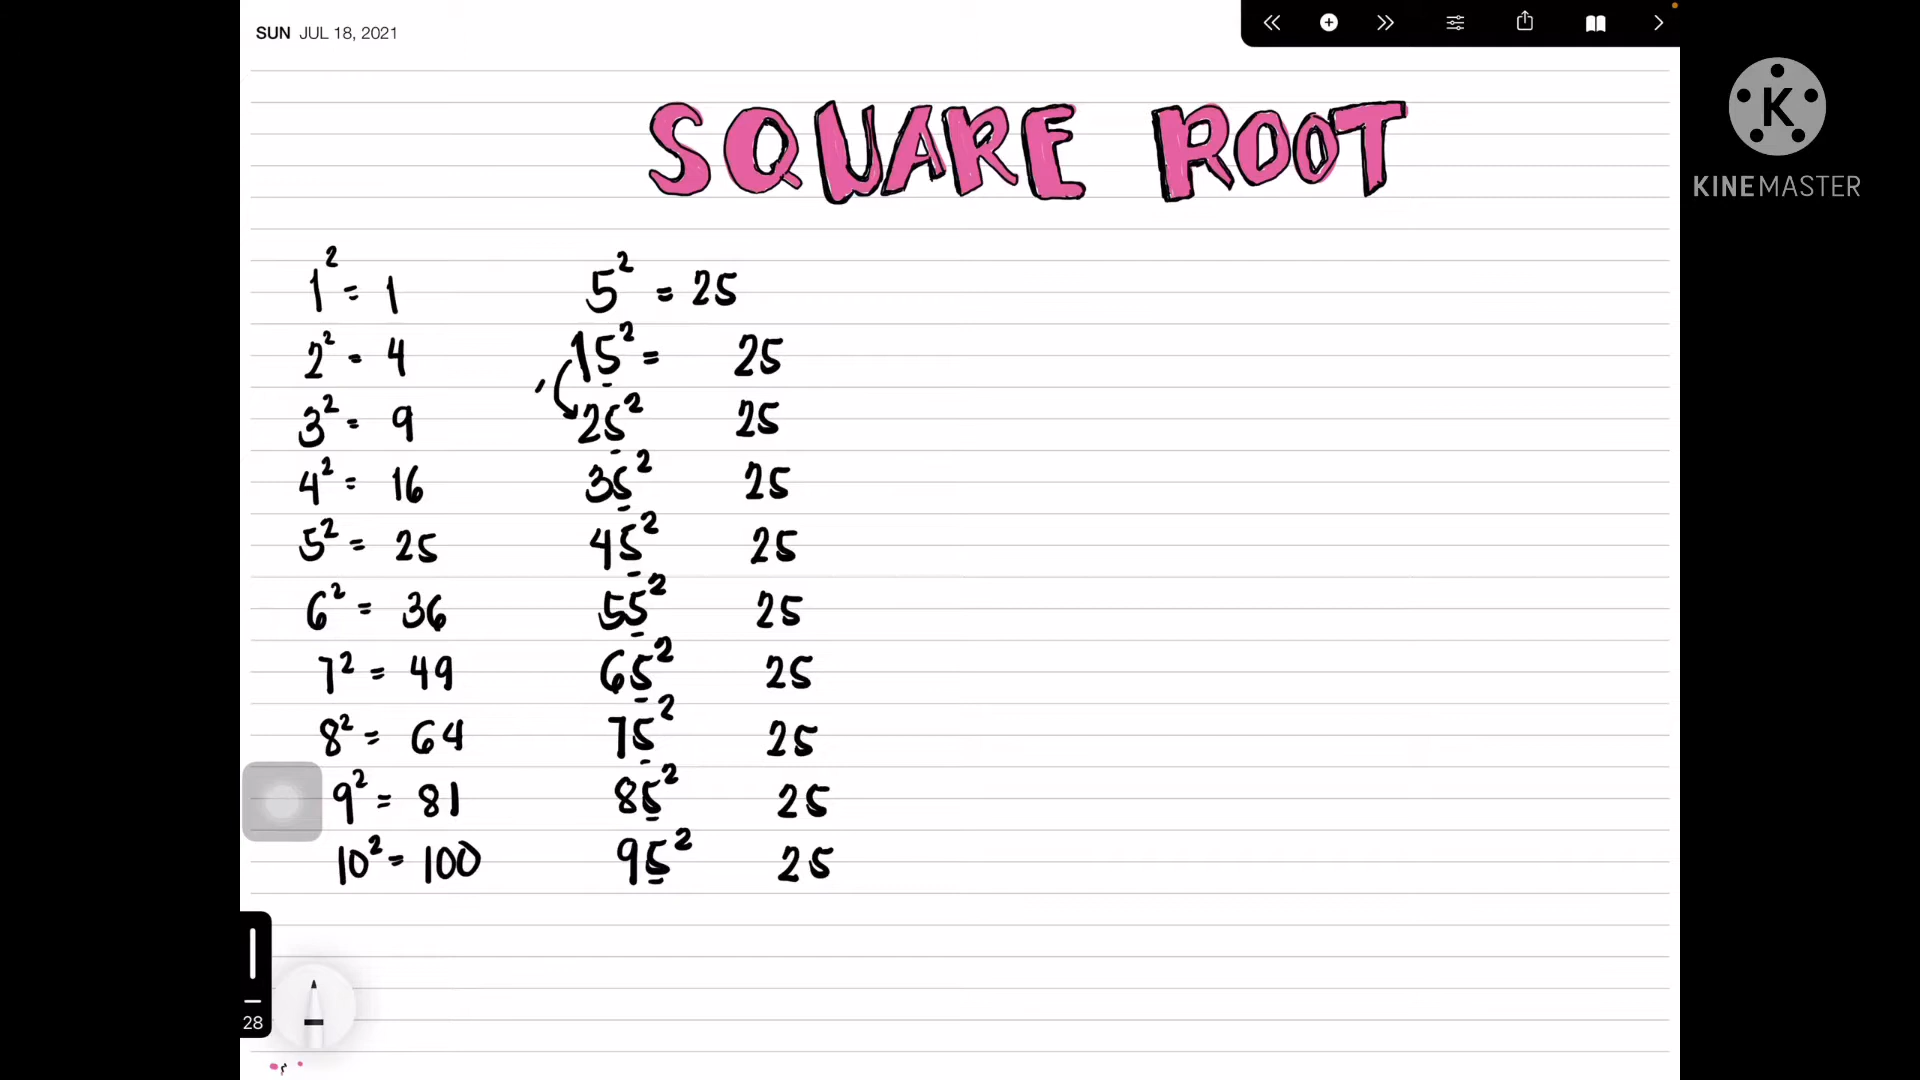 SUN JUL 18, 2021
KINEMASTER
SQUARE ROOT
1² = 1
2² = 4
3² = 9
4² = 16
5² = 25
6² = 36
7² = 49
8² = 64
9² = 81
10² = 100
5² = 25
15² = 25
25² 25
35² 25
45² 25
55² 25
65² 25
75² 25
85² 25
95² 25
28